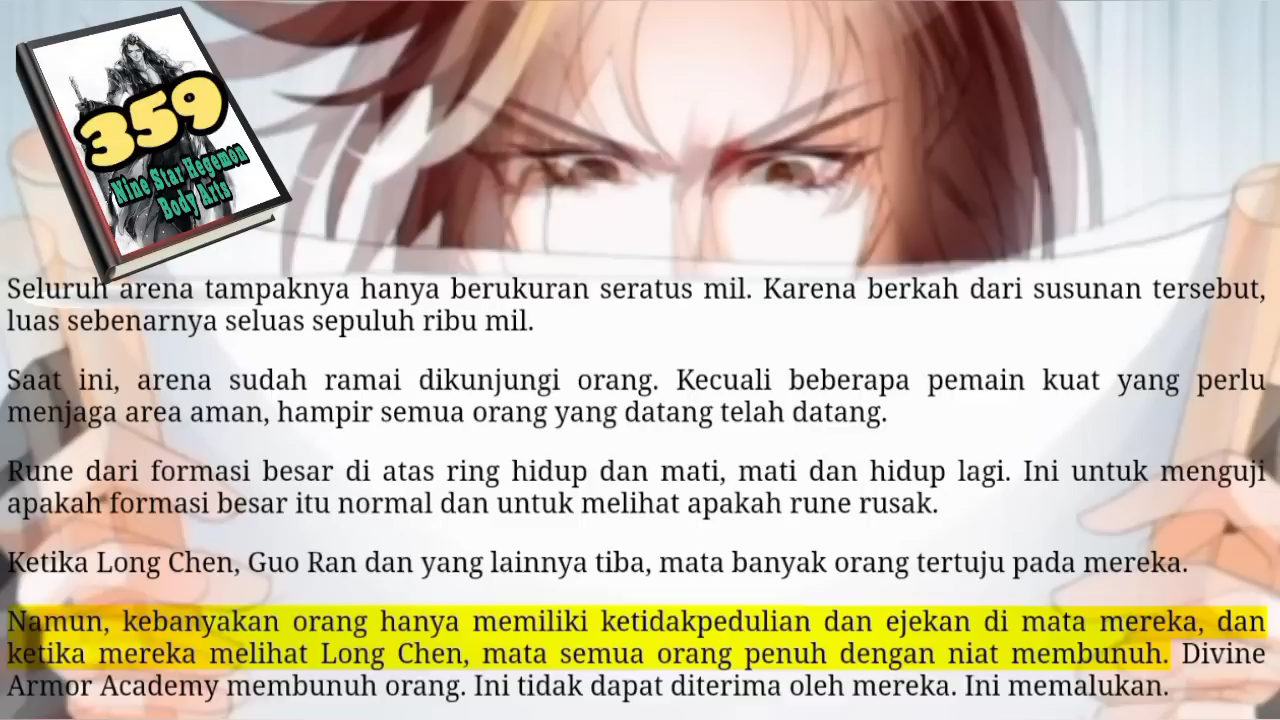 359
Nine Star Hegemon
Body Arts
Seluruh arena tampaknya hanya berukuran seratus mil. Karena berkah dari susunan tersebut,
luas sebenarnya seluas sepuluh ribu mil.
Saat ini, arena sudah ramai dikunjungi orang. Kecuali beberapa pemain kuat yang perlu
menjaga area aman, hampir semua orang yang datang telah datang.
Rune dari formasi besar di atas ring hidup dan mati, mati dan hidup lagi. Ini untuk menguji
apakah formasi besar itu normal dan untuk melihat apakah rune rusak.
Ketika Long Chen, Guo Ran dan yang lainnya tiba, mata banyak orang tertuju pada mereka.
Namun, kebanyakan orang hanya memiliki ketidakpedulian dan ejekan di mata mereka, dan
ketika mereka melihat Long Chen, mata semua orang penuh dengan niat membunuh. Divine
Armor Academy membunuh orang. Ini tidak dapat diterima oleh mereka. Ini memalukan.